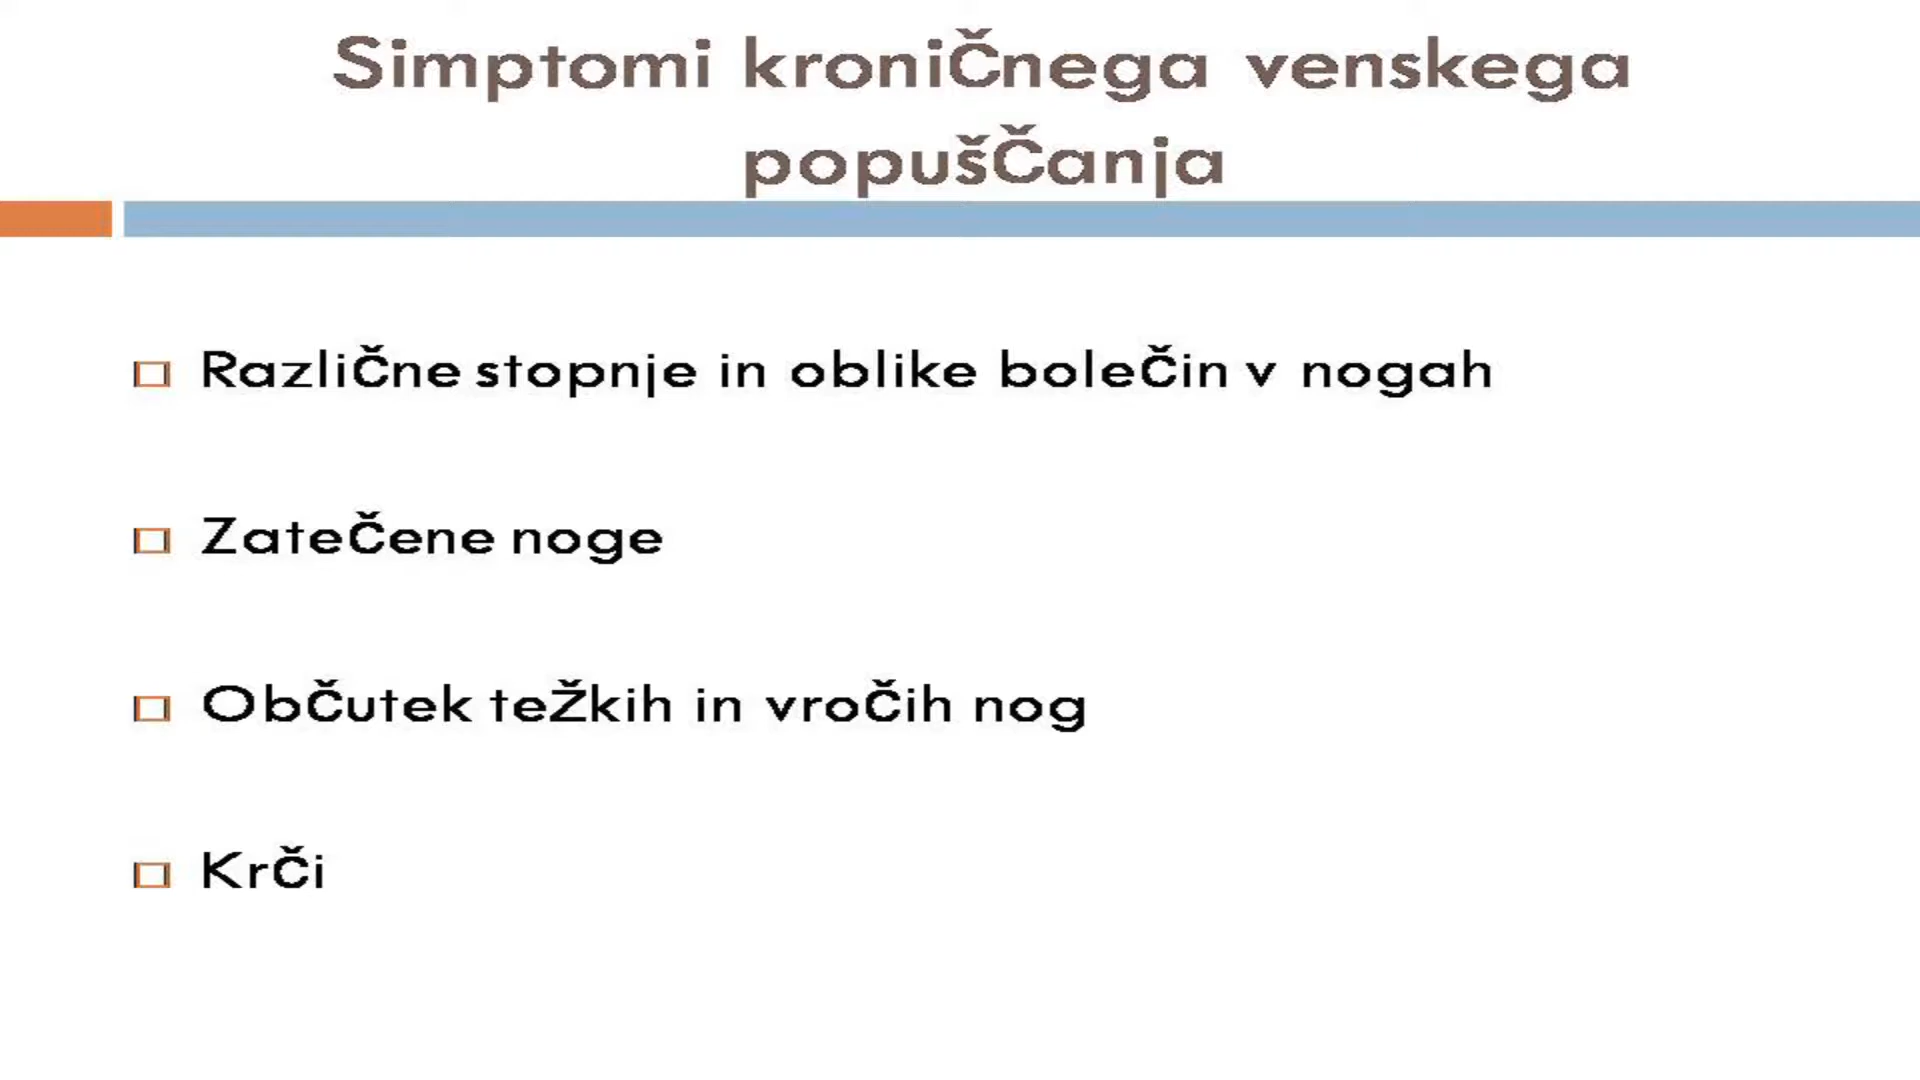 Simptomi kroničnega venskega
popuščanja
Različne stopnje in oblike bolečin v nogah
Zatečene noge
Občutek težkih in vročih nog
Krči